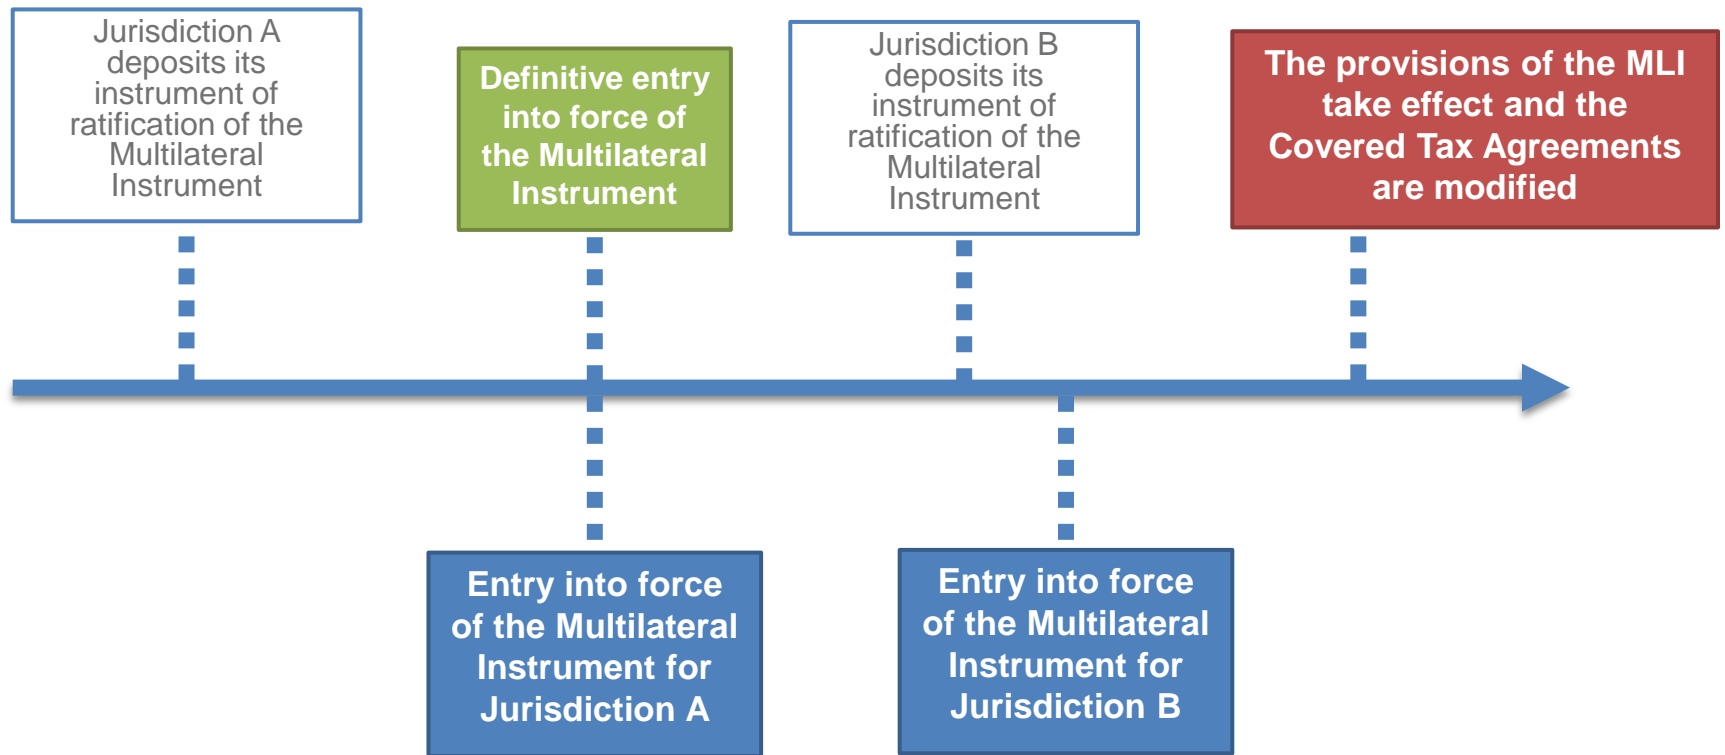 Jurisdiction A
deposits its
instrument of
ratification of the
Multilateral
Instrument
Definitive entry
into force of
the Multilateral
Instrument
Jurisdiction B
deposits its
instrument of
ratification of the
Multilateral
Instrument
The provisions of the MLI
take effect and the
Covered Tax Agreements
are modified
Entry into force
of the Multilateral
Instrument for
Jurisdiction A
Entry into force
of the Multilateral
Instrument for
Jurisdiction B